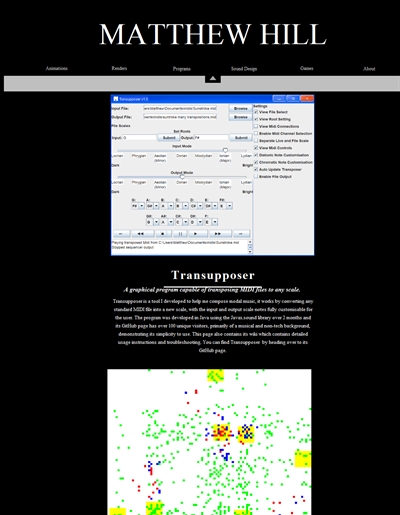 MATTHEW HILL
Animations Renders Programs Sound Design Games About
Transupposer v1.0
Input File: Browse
Output File: Browse
File Scales
Set Roots
Input: G Submit Output: F# Submit
Input Mode
Locrian Phrygian Aeolian Dorian Mixolydian Ionian Lydian
(minor) (major)
Dark Bright
Output Mode
Locrian Phrygian Aeolian Dorian Mixolydian Ionian Lydian
(minor) (major)
Dark Bright
Settings
View File Select
View Root Setting
View Midi Connections
Enable Midi Channel Selection
Separate Live and File Scale
View Midi Controls
Diatonic Note Customisation
Chromatic Note Customisation
Auto Update Transposer
Enable File Output
Stopped sequencer output
Transupposer
A graphical program capable of transposing MIDI files to any scale.
Transupposer is a tool I developed to help me compose modal music, it works by converting any
standard MIDI file into a new scale, with the input and output scale notes fully customisable for
the user. The program was developed in Java using the Javax.sound library over 2 months and
its GitHub page has over 100 unique visitors, primarily of a musical and non-tech background,
demonstrating its simplicity to use. This page also contains its wiki which contains detailed
usage instructions and troubleshooting. You can find Transupposer by heading over to its
GitHub page.